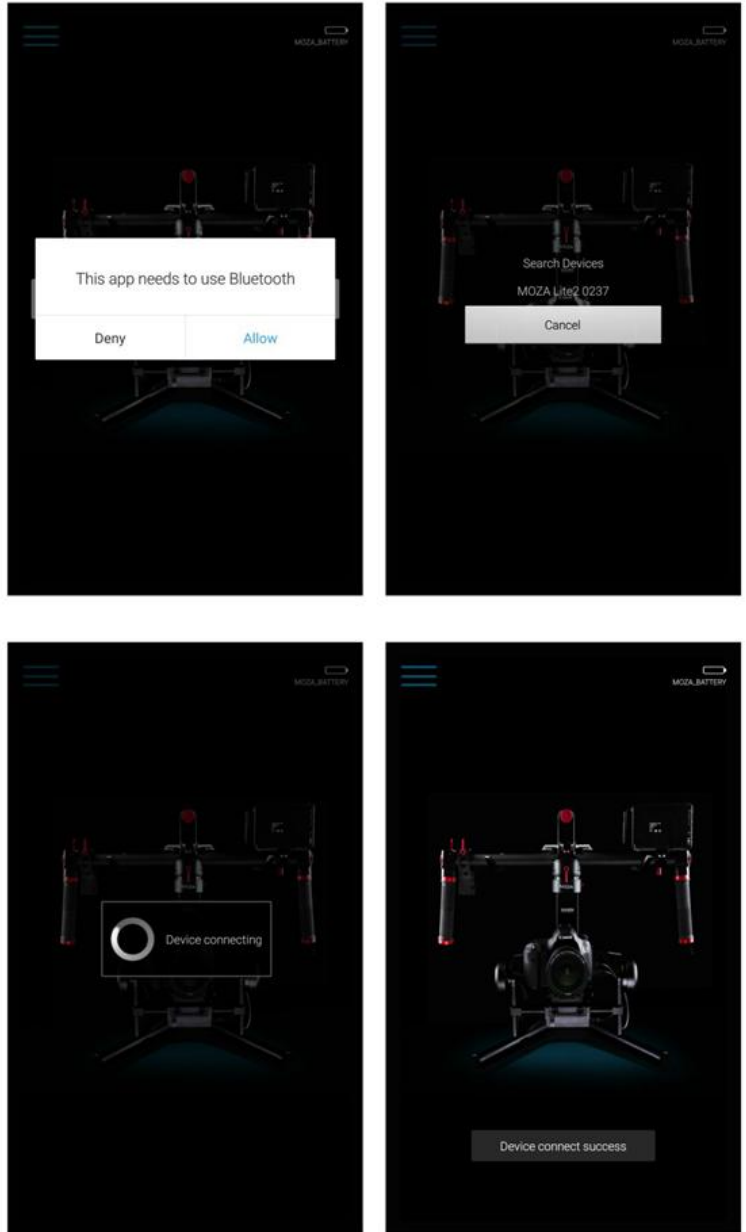 MOZA_BATTERY
This app needs to use Bluetooth
Deny
Allow
MOZA_BATTERY
Search Devices
MOZA Lite2 0237
Cancel
MOZA_BATTERY
Device connecting
MOZA_BATTERY
Canon
Device connect success